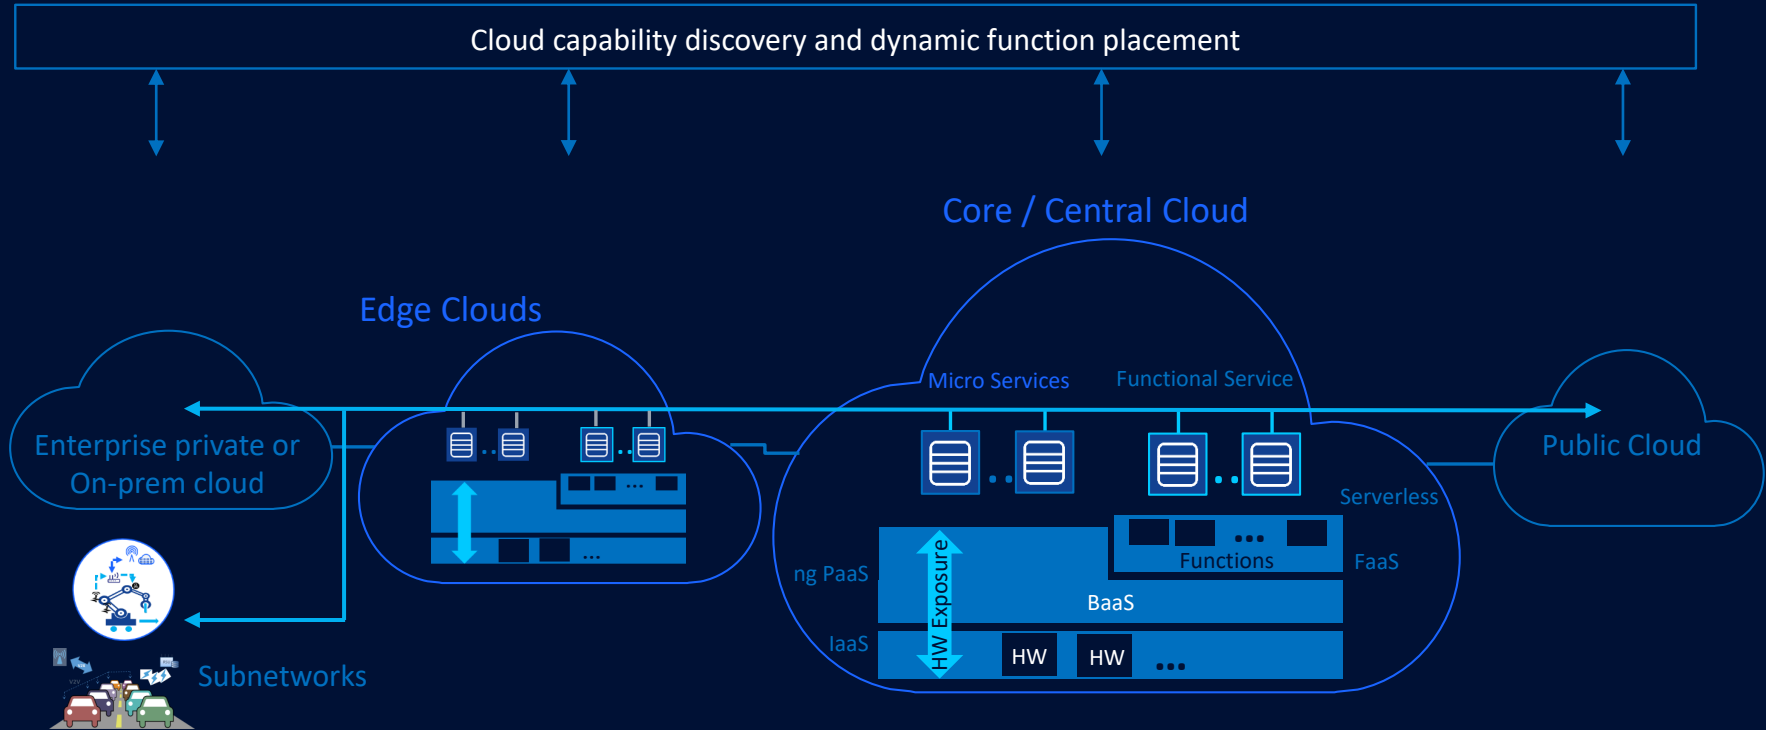 Cloud capability discovery and dynamic function placement
Core / Central Cloud
Edge Clouds
Micro Services
Functional Service
Enterprise private or
On-prem cloud
Public Cloud
Serverless
...
...
Functions
FaaS
ng PaaS
HW Exposure
BaaS
...
IaaS
HW
HW
...
Subnetworks